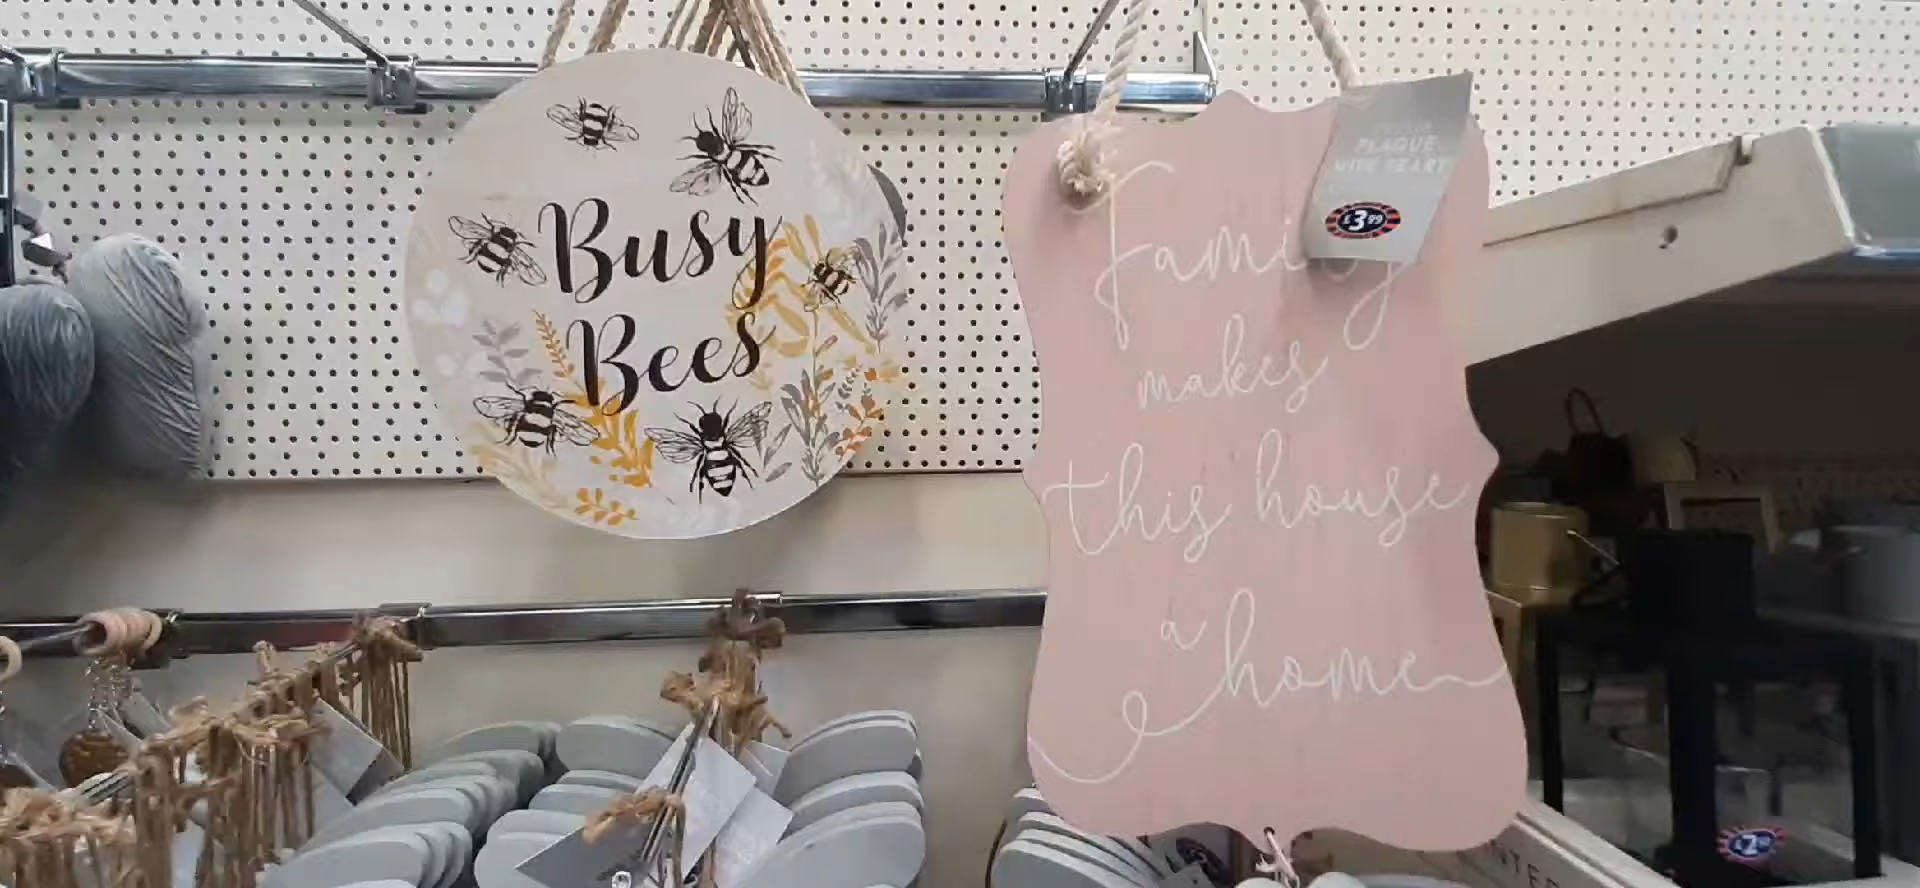 Busy
Bees
PLAQUE
WITH HEART
£3.99
Family
makes
this house
a home